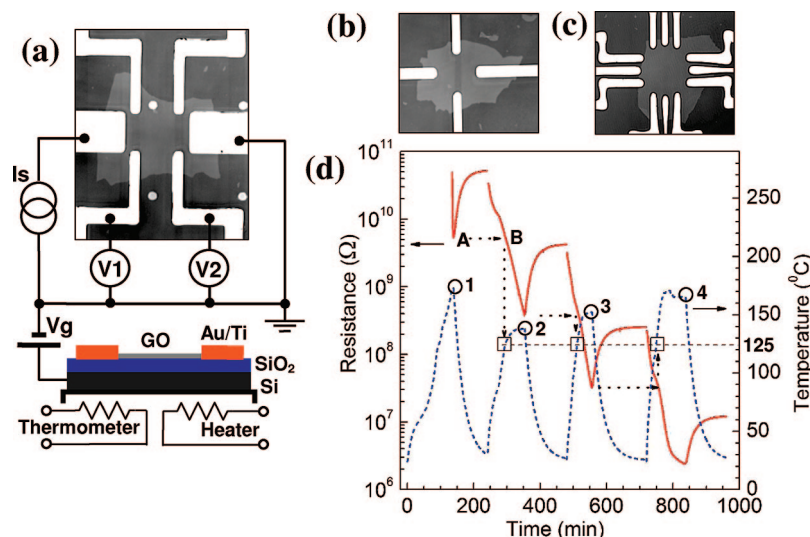 (a)
(b)
(c)
Is
V1
V2
Vg
GO
Au/Ti
SiO2
Si
Thermometer
Heater
(d)
Resistance (Ω)
10^11
10^10
10^9
10^8
10^7
10^6
A
B
1
2
3
4
250
200
150
125
100
50
0
Temperature (⁰C)
0 200 400 600 800 1000
Time (min)